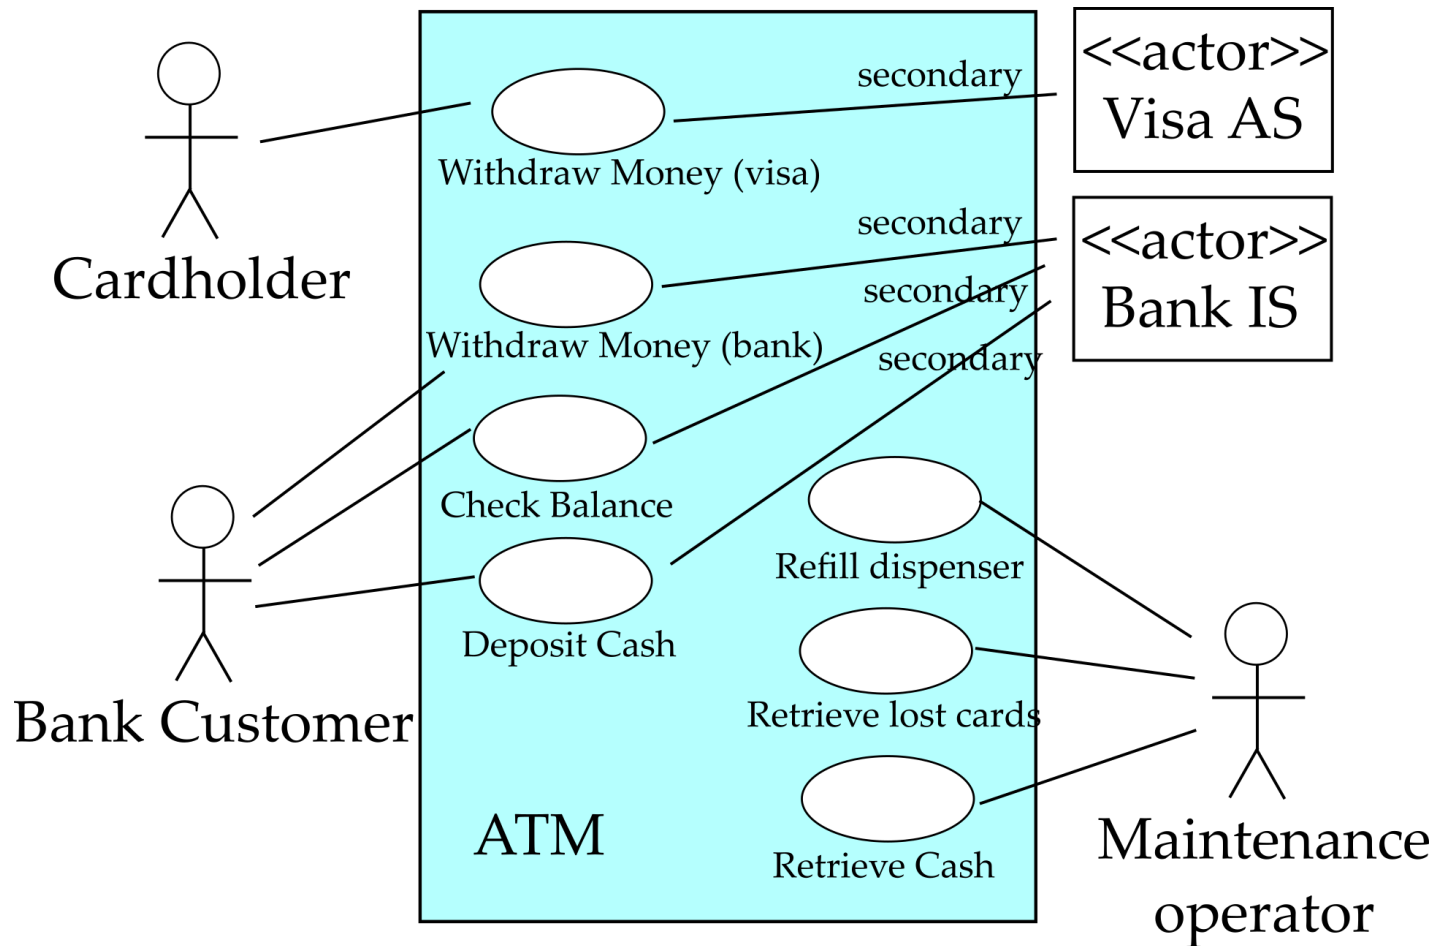 <<actor>>
Visa AS
secondary
Withdraw Money (visa)
Cardholder
<<actor>>
Bank IS
secondary
secondary
Withdraw Money (bank)
secondary
Check Balance
Refill dispenser
Deposit Cash
Bank Customer
Retrieve lost cards
ATM
Retrieve Cash
Maintenance
operator